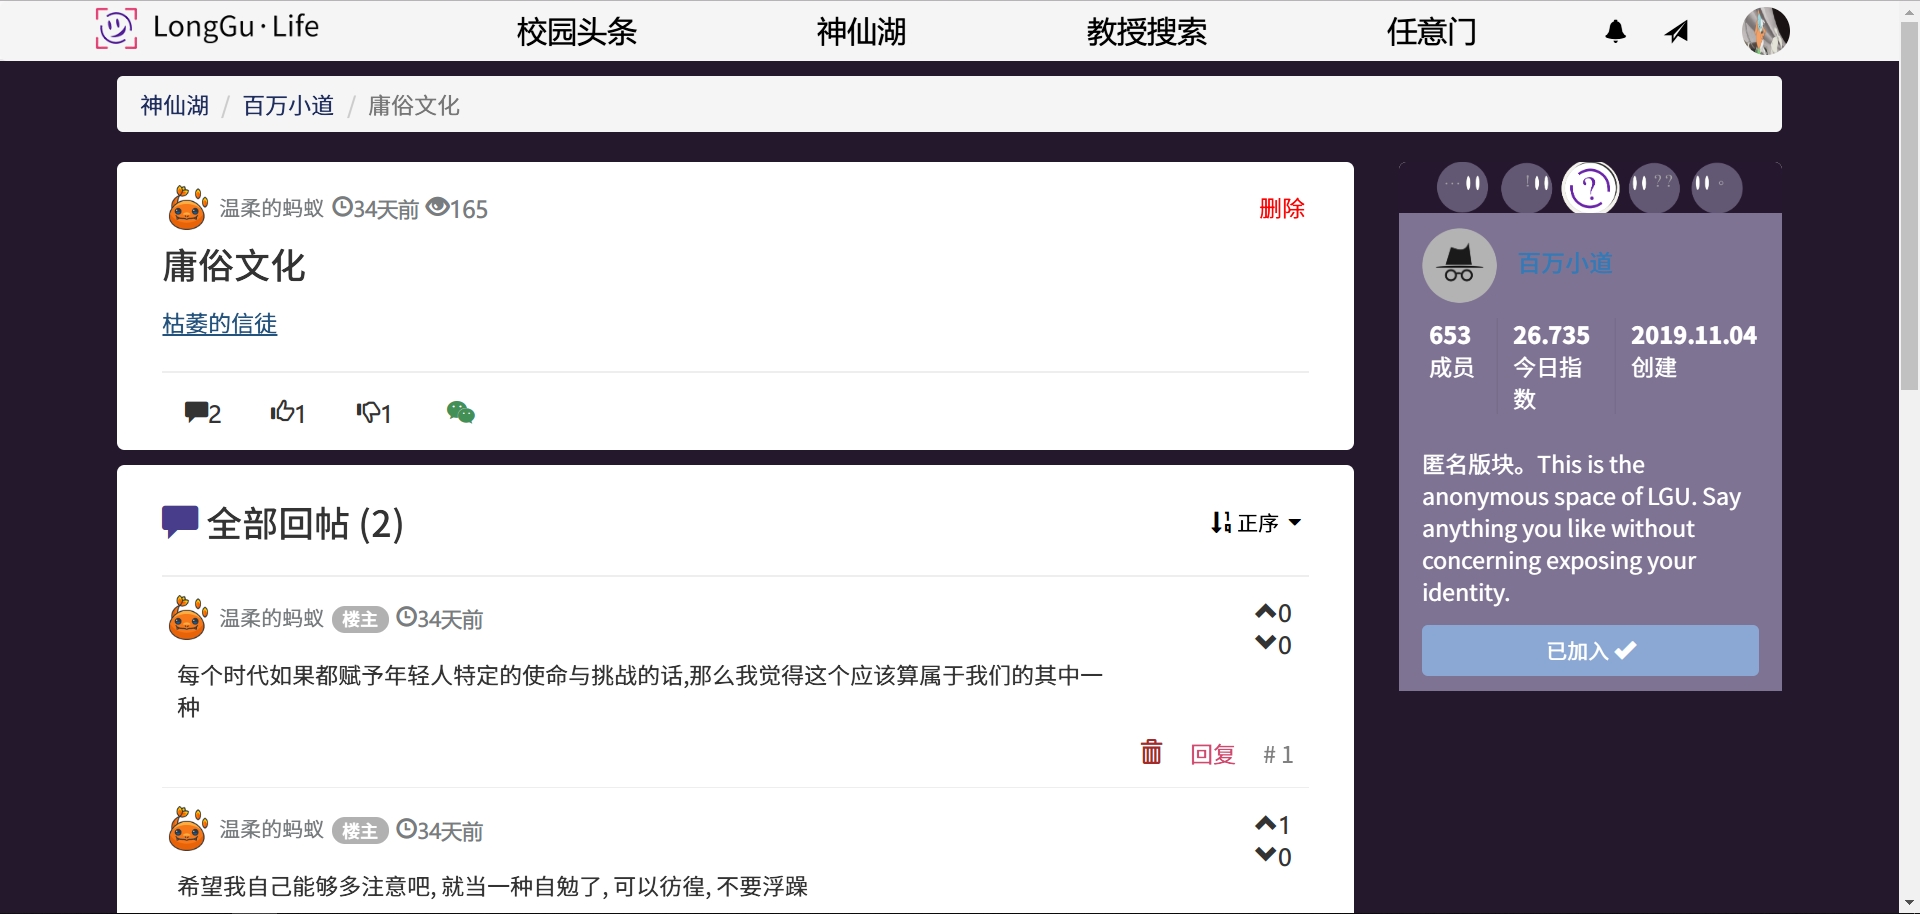 LongGu·Life 校园头条 神仙湖 教授搜索 任意门
神仙湖 / 百万小道 / 庸俗文化
温柔的蚂蚁 34天前 165 删除
庸俗文化
枯萎的信徒
2 1 1
全部回帖 (2) 正序
温柔的蚂蚁 楼主 34天前 0
0
每个时代如果都赋予年轻人特定的使命与挑战的话,那么我觉得这个应该算属于我们的其中一
种
回复 # 1
温柔的蚂蚁 楼主 34天前 1
0
希望我自己能够多注意吧, 就当一种自勉了, 可以彷徨, 不要浮躁
... ! ? ?? 。
百万小道
653 26.735 2019.11.04
成员 今日指 创建
数
匿名版块。This is the
anonymous space of LGU. Say
anything you like without
concerning exposing your
identity.
已加入